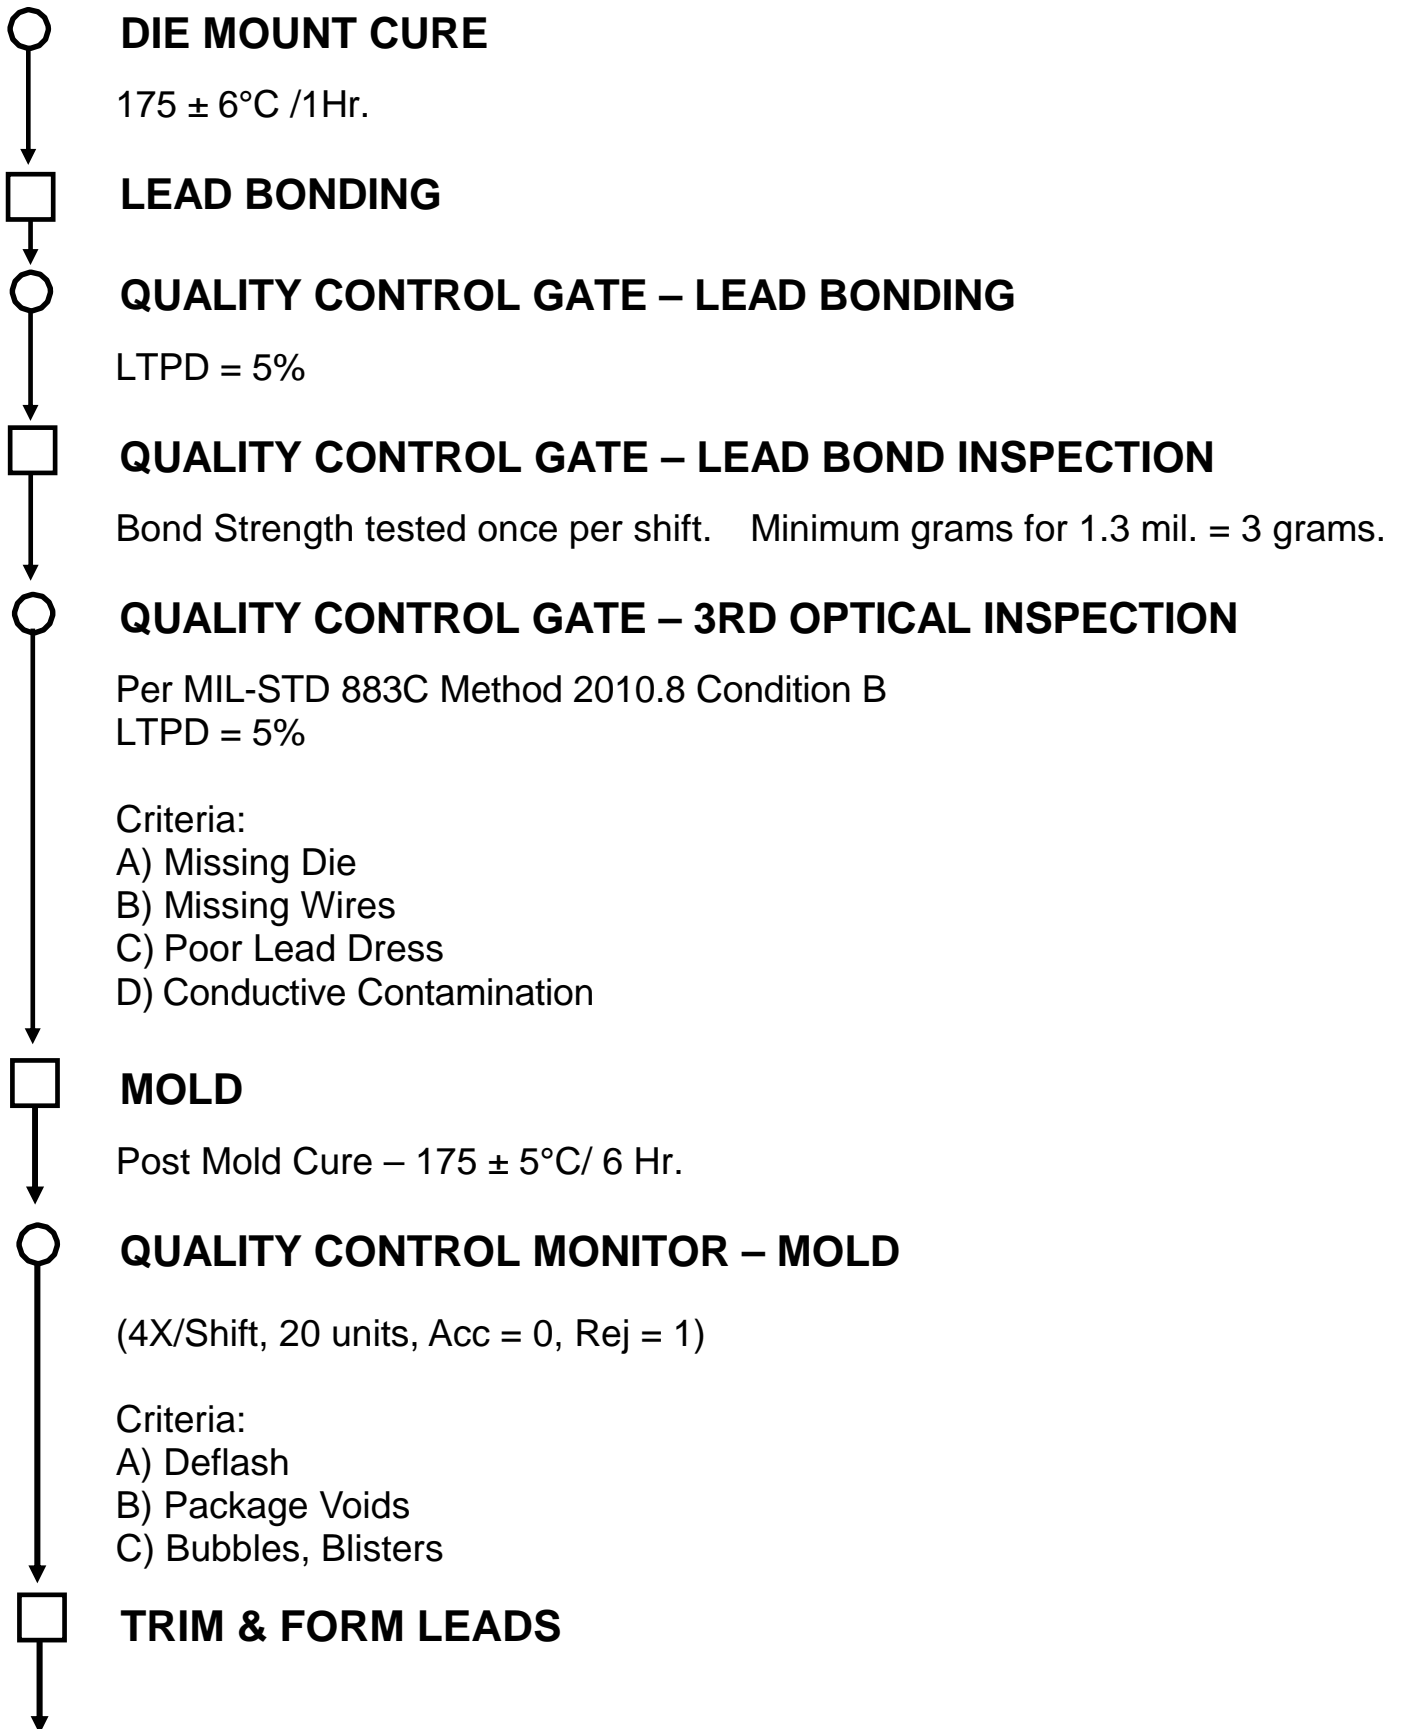 DIE MOUNT CURE
175 ± 6°C /1Hr.
LEAD BONDING
QUALITY CONTROL GATE – LEAD BONDING
LTPD = 5%
QUALITY CONTROL GATE – LEAD BOND INSPECTION
Bond Strength tested once per shift. Minimum grams for 1.3 mil. = 3 grams.
QUALITY CONTROL GATE – 3RD OPTICAL INSPECTION
Per MIL-STD 883C Method 2010.8 Condition B
LTPD = 5%
Criteria:
A) Missing Die
B) Missing Wires
C) Poor Lead Dress
D) Conductive Contamination
MOLD
Post Mold Cure – 175 ± 5°C/ 6 Hr.
QUALITY CONTROL MONITOR – MOLD
(4X/Shift, 20 units, Acc = 0, Rej = 1)
Criteria:
A) Deflash
B) Package Voids
C) Bubbles, Blisters
TRIM & FORM LEADS